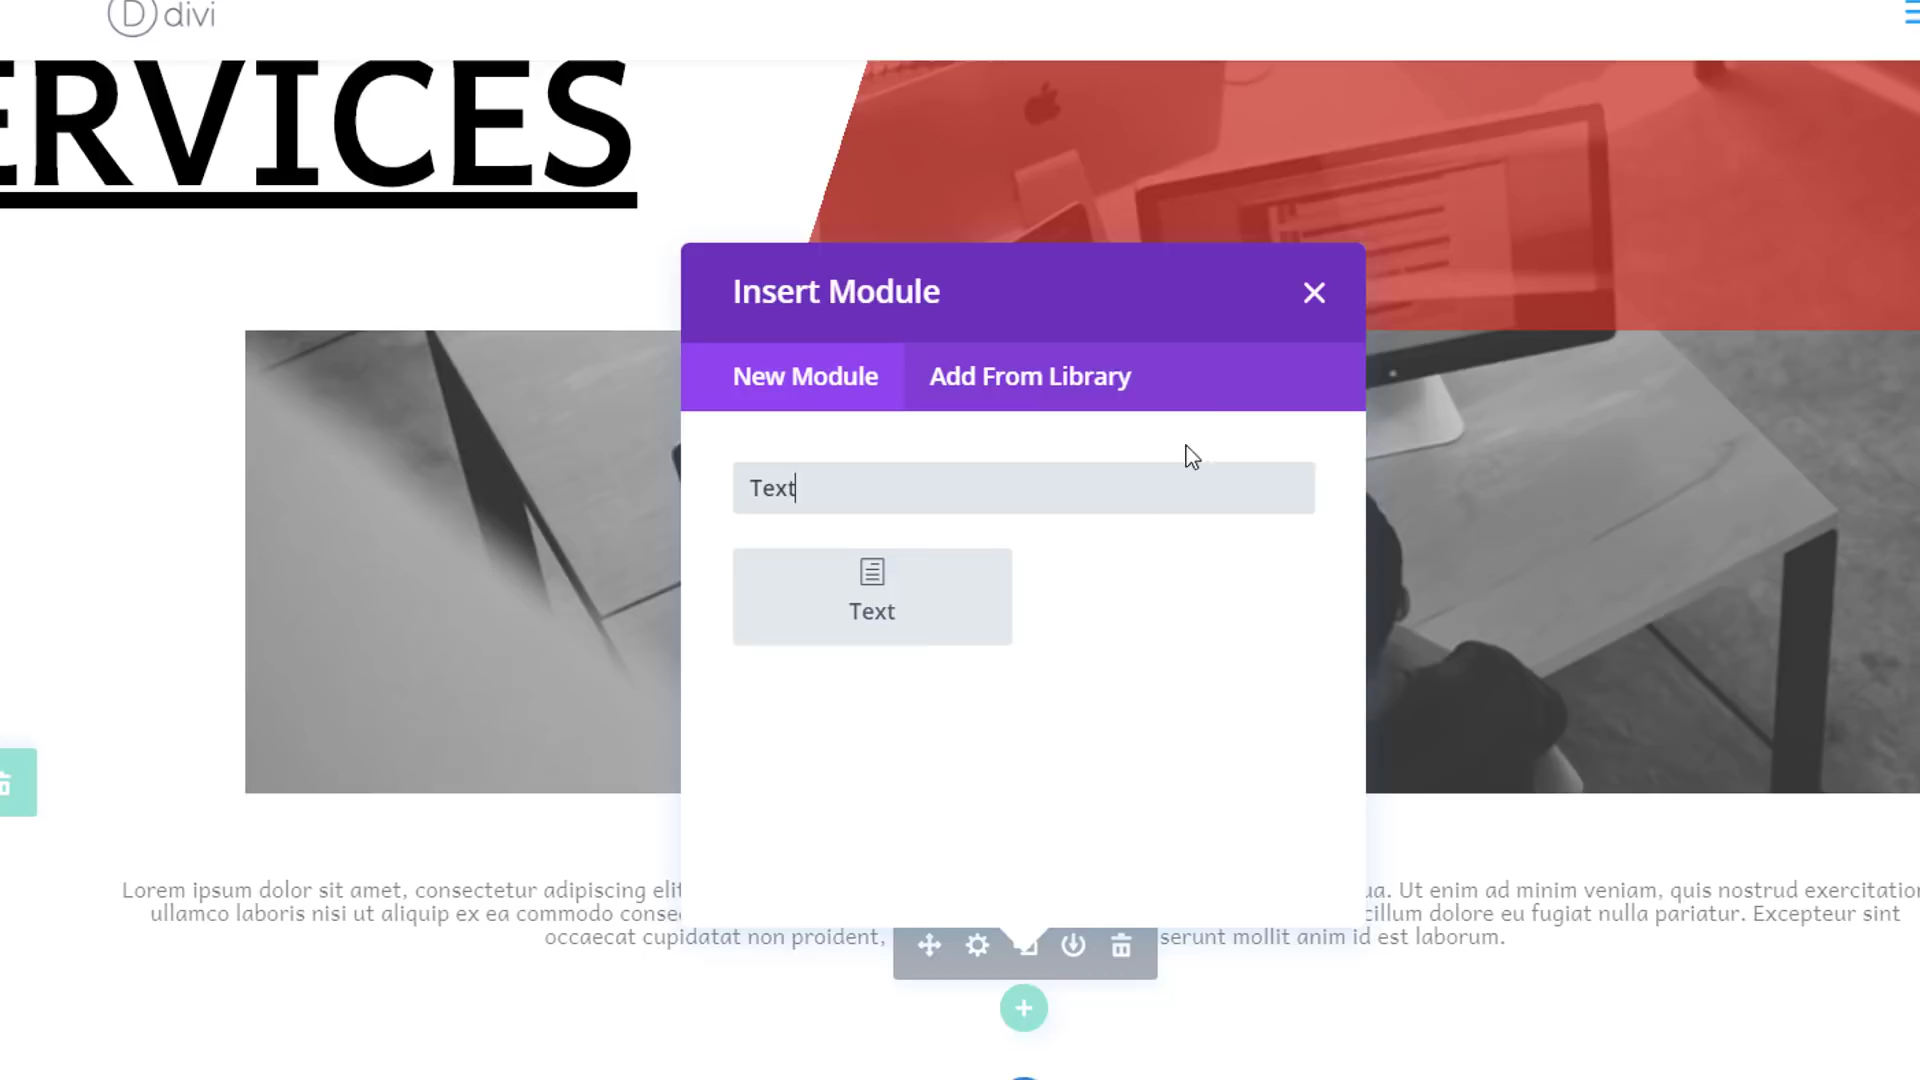 D divi
ERVICES
Insert Module
New Module Add From Library
Text
Text
Lorem ipsum dolor sit amet, consectetur adipiscing elit ua. Ut enim ad minim veniam, quis nostrud exercitation
ullamco laboris nisi ut aliquip ex ea commodo conse cillum dolore eu fugiat nulla pariatur. Excepteur sint
occaecat cupidatat non proident, serunt mollit anim id est laborum.